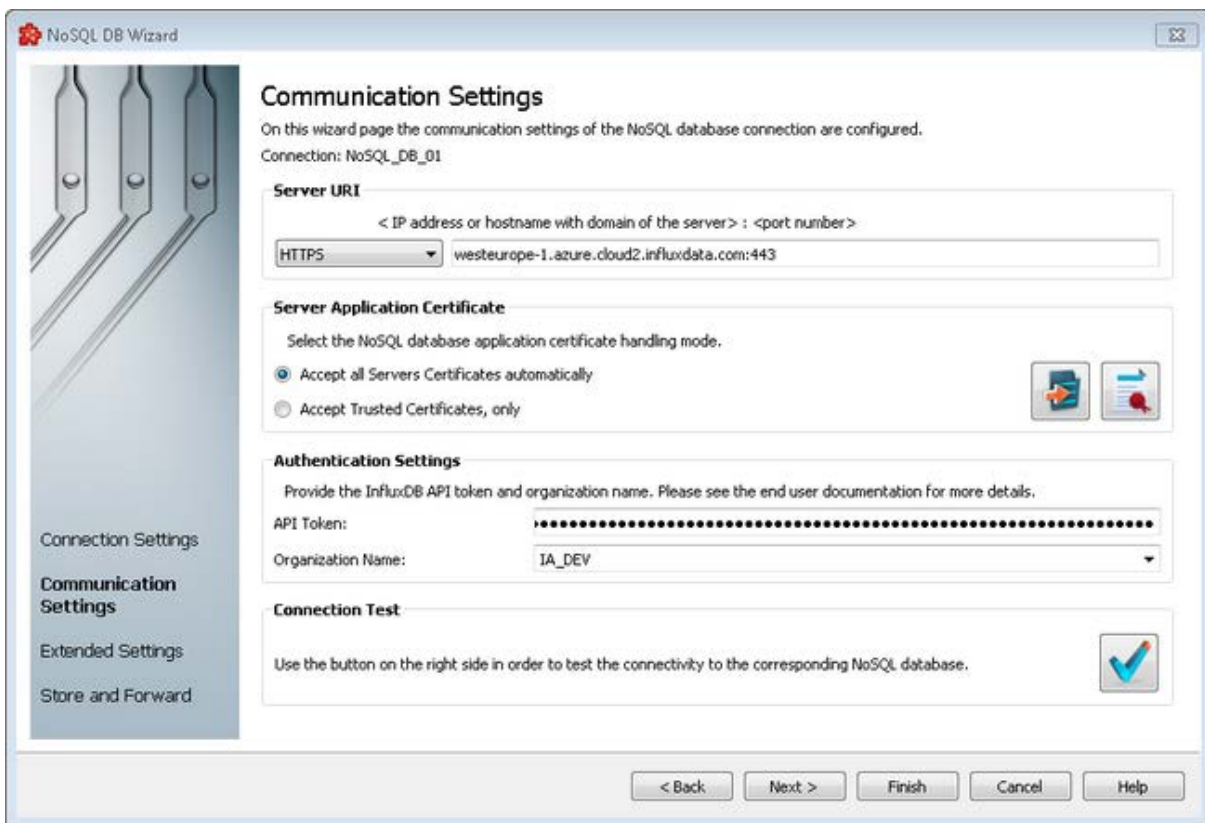 NoSQL DB Wizard
Communication Settings
On this wizard page the communication settings of the NoSQL database connection are configured.
Connection: NoSQL_DB_01
Server URI
< IP address or hostname with domain of the server> : <port number>
HTTPS westeurope-1.azure.cloud2.influxdata.com:443
Server Application Certificate
Select the NoSQL database application certificate handling mode.
Accept all Servers Certificates automatically
Accept Trusted Certificates, only
Authentication Settings
Provide the InfluxDB API token and organization name. Please see the end user documentation for more details.
API Token:
Organization Name: IA_DEV
Connection Test
Use the button on the right side in order to test the connectivity to the corresponding NoSQL database.
Connection Settings
Communication
Settings
Extended Settings
Store and Forward
< Back Next > Finish Cancel Help